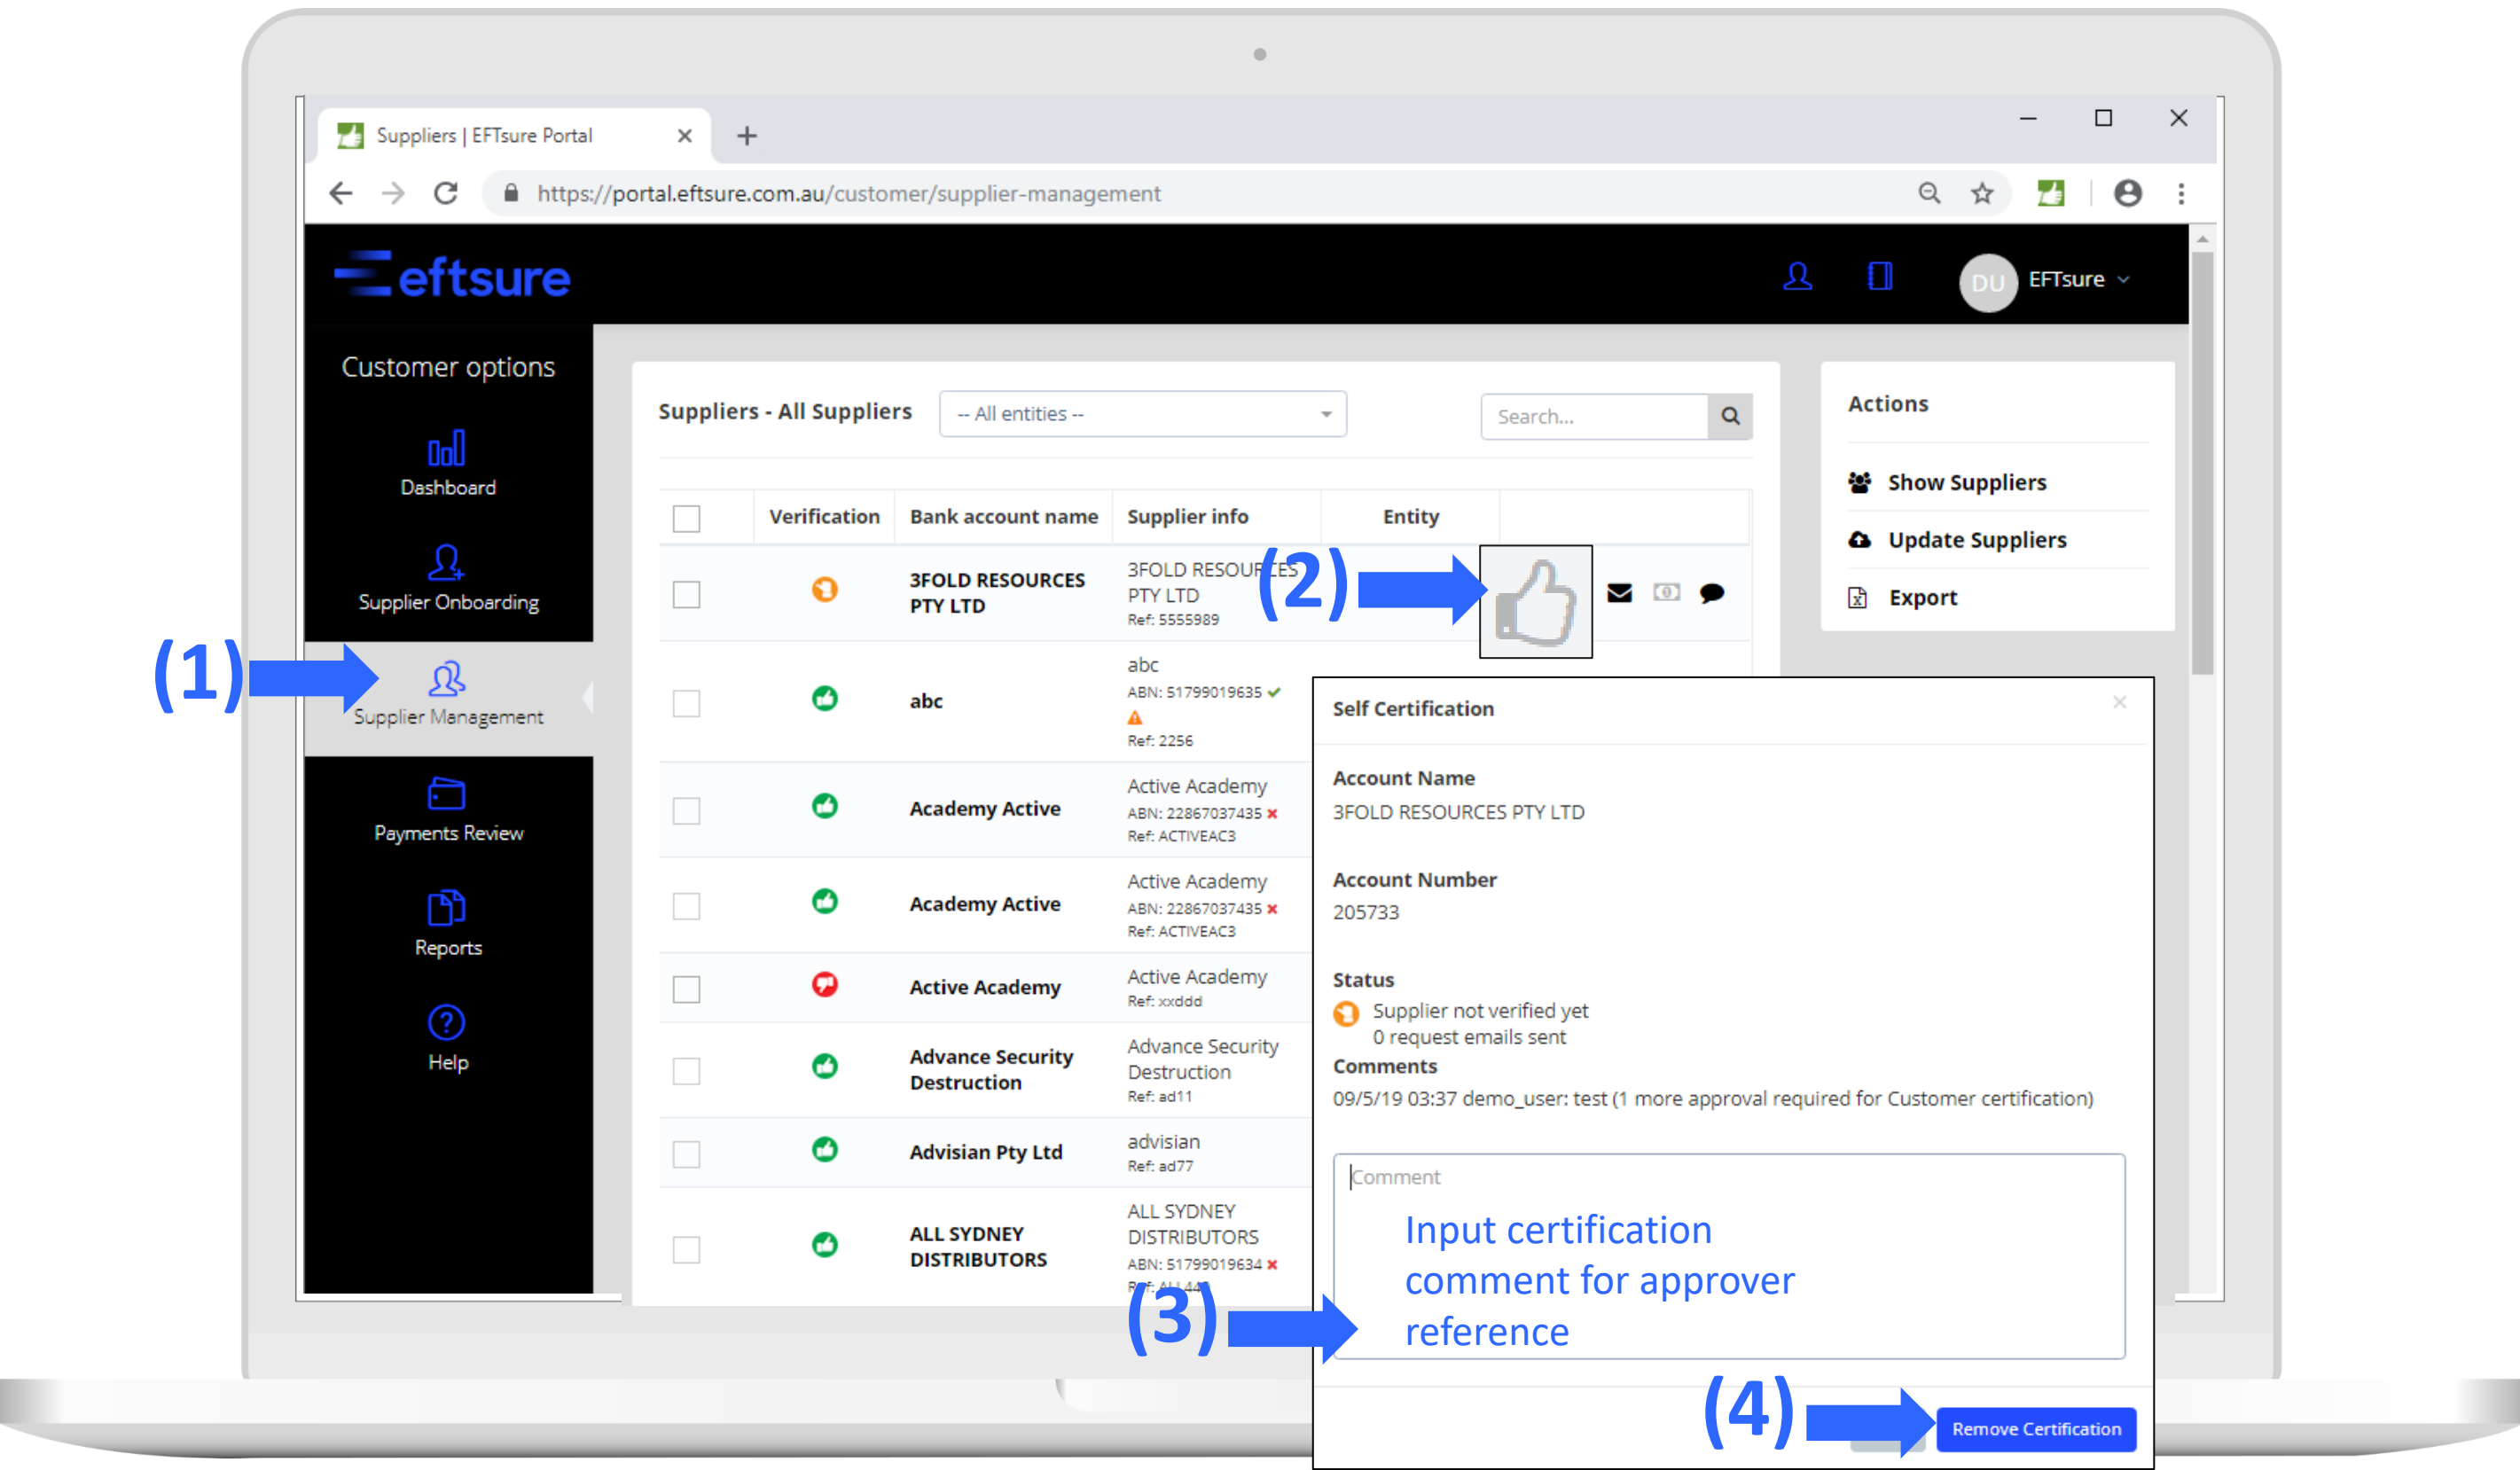 Suppliers | EFTsure Portal
https://portal.eftsure.com.au/customer/supplier-management
eftsure
DU EFTsure
Customer options
Dashboard
Supplier Onboarding
(1)
Supplier Management
Payments Review
Reports
Help
Suppliers - All Suppliers
-- All entities --
Search...
Verification Bank account name Supplier info Entity
3FOLD RESOURCES
PTY LTD
3FOLD RESOURCES
PTY LTD
Ref: 5555989
(2)
abc
abc
ABN: 51799019635
Ref: 2256
Academy Active
Active Academy
ABN: 22867037435
Ref: ACTIVEAC3
Academy Active
Active Academy
ABN: 22867037435
Ref: ACTIVEAC3
Active Academy
Active Academy
Ref: xxddd
Advance Security
Destruction
Advance Security
Destruction
Ref: ad11
Advisian Pty Ltd
advisian
Ref: ad77
ALL SYDNEY
DISTRIBUTORS
ALL SYDNEY
DISTRIBUTORS
ABN: 51799019634
(3)
Actions
Show Suppliers
Update Suppliers
Export
Self Certification
Account Name
3FOLD RESOURCES PTY LTD
Account Number
205733
Status
Supplier not verified yet
0 request emails sent
Comments
09/5/19 03:37 demo_user: test (1 more approval required for Customer certification)
Comment
Input certification
comment for approver
reference
(4)
Remove Certification